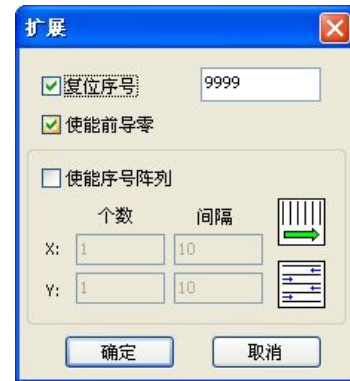 扩展
复位序号 9999
使能前导零
使能序号阵列
个数 间隔
X: 1 10
Y: 1 10
确定 取消